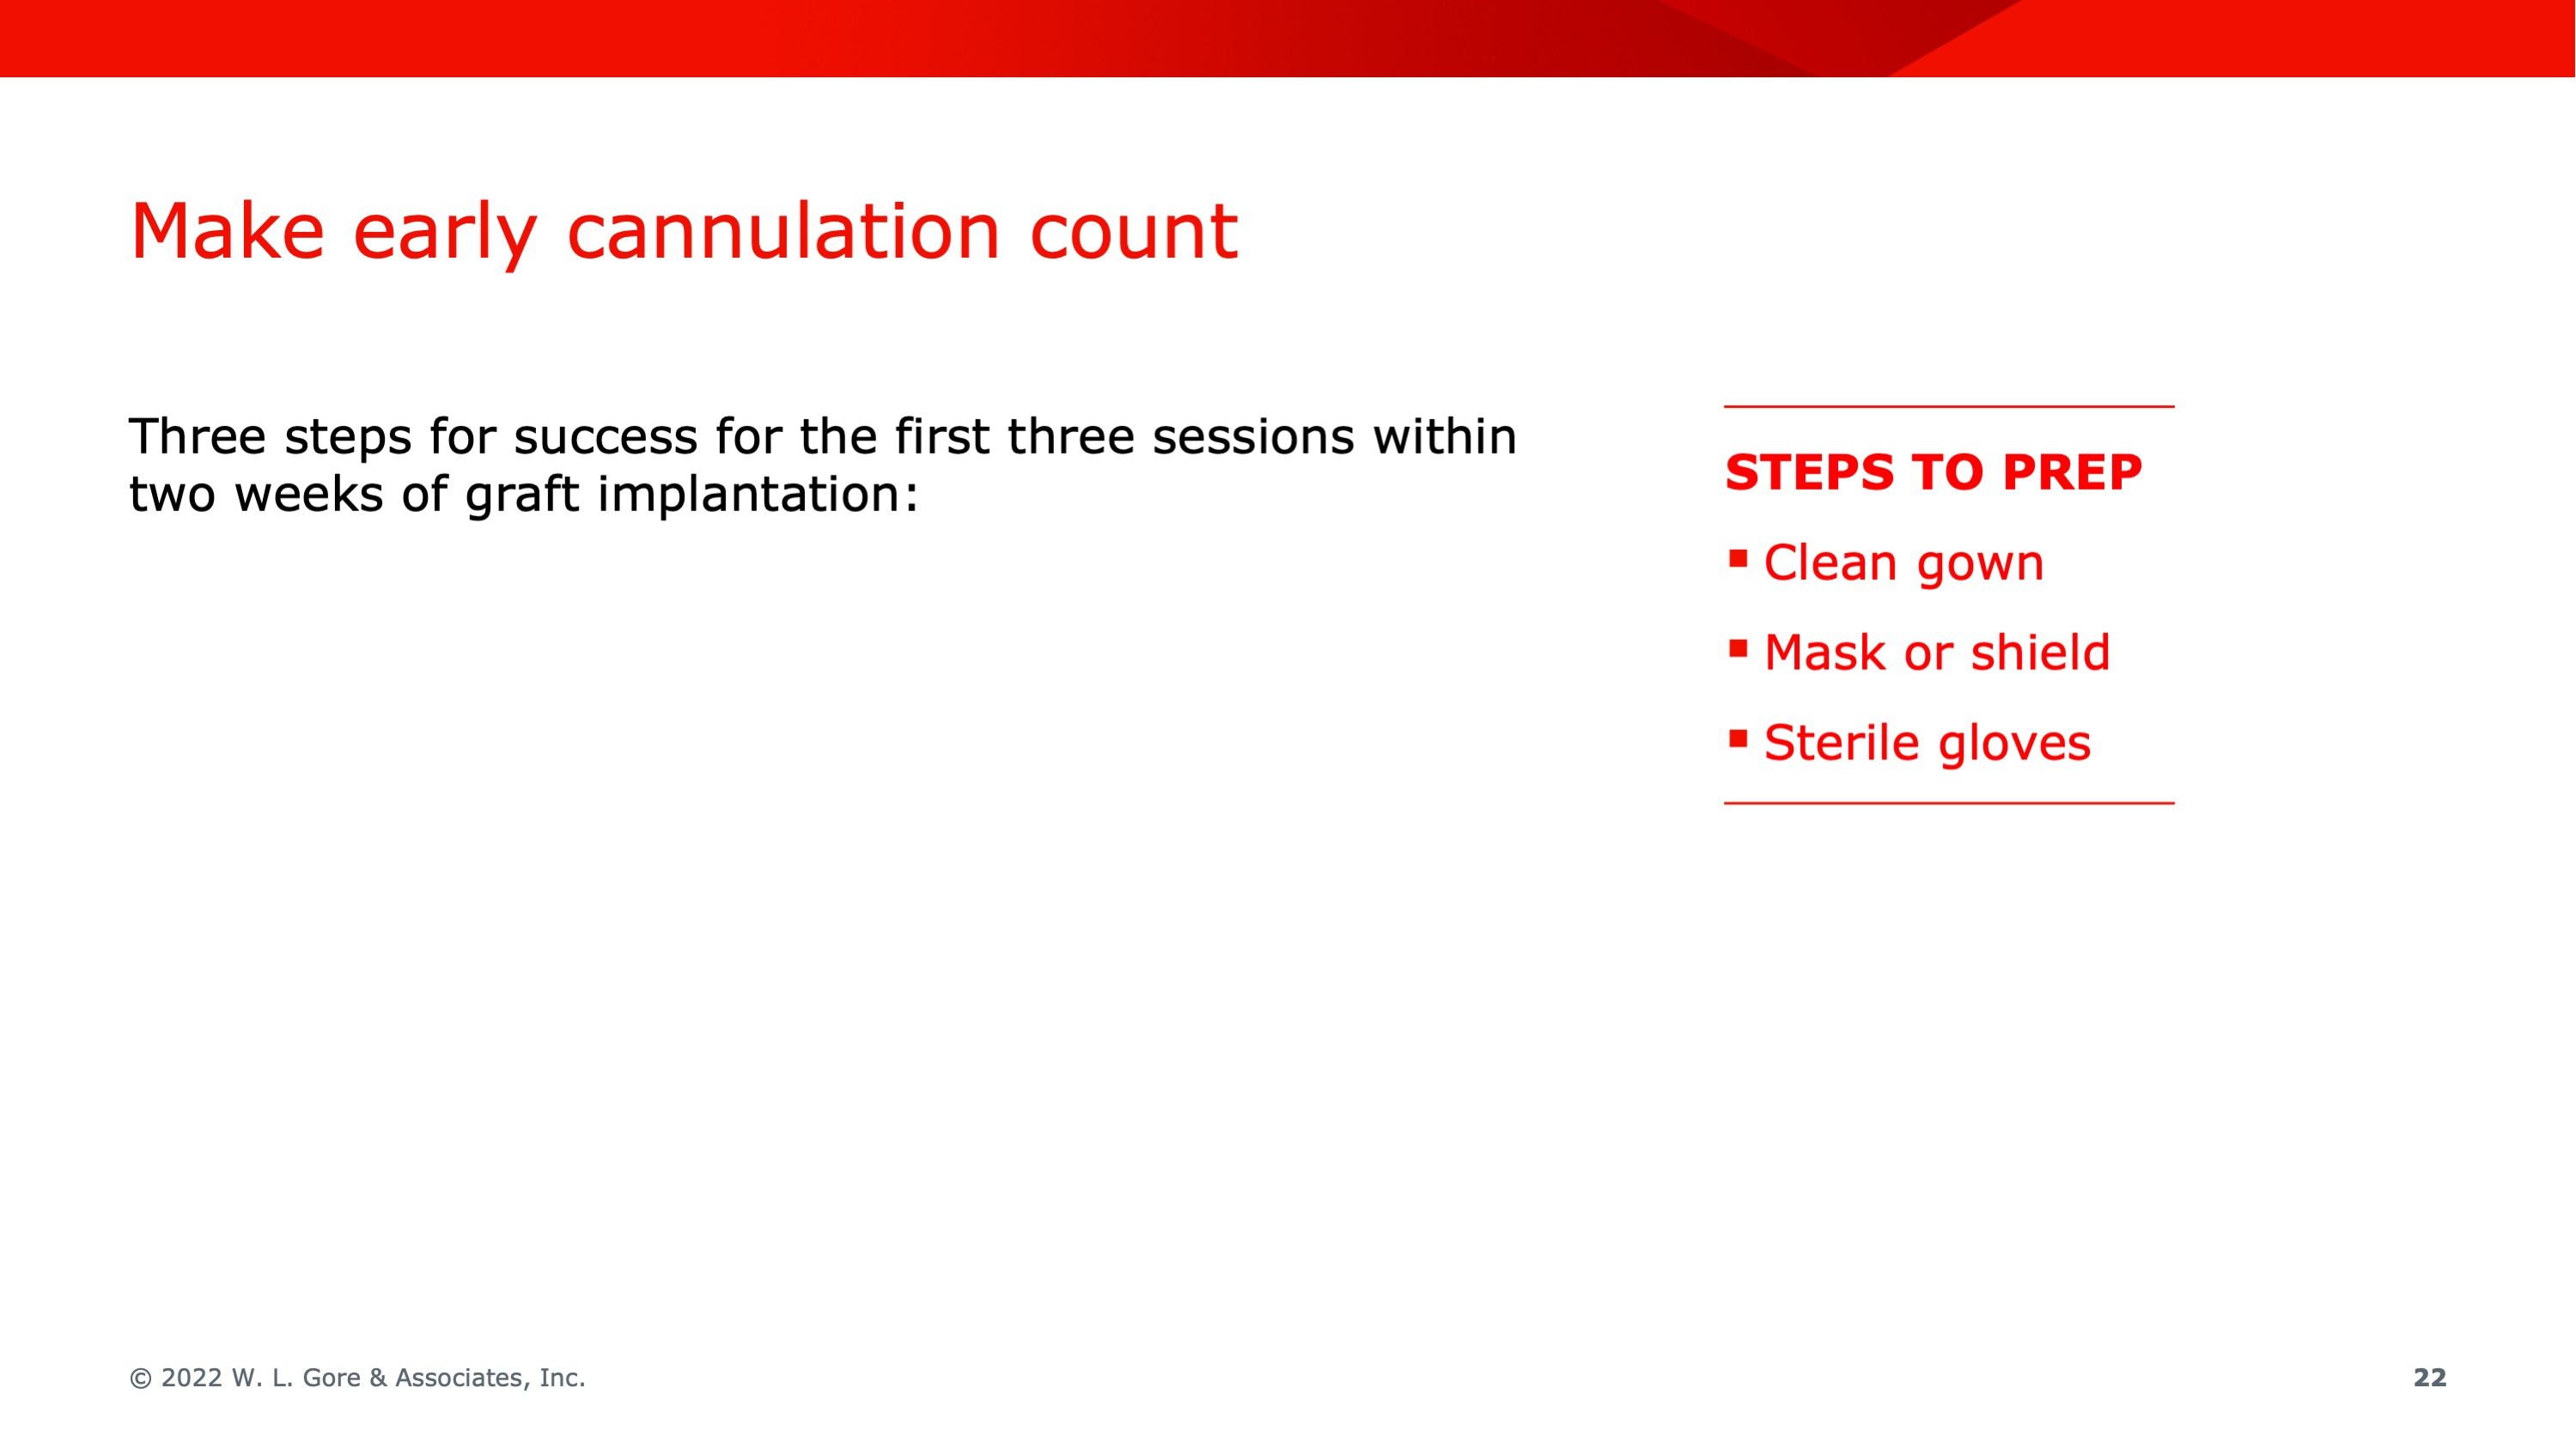 Make early cannulation count
Three steps for success for the first three sessions within
two weeks of graft implantation:
STEPS TO PREP
▪ Clean gown
▪ Mask or shield
▪ Sterile gloves
© 2022 W. L. Gore & Associates, Inc.
22